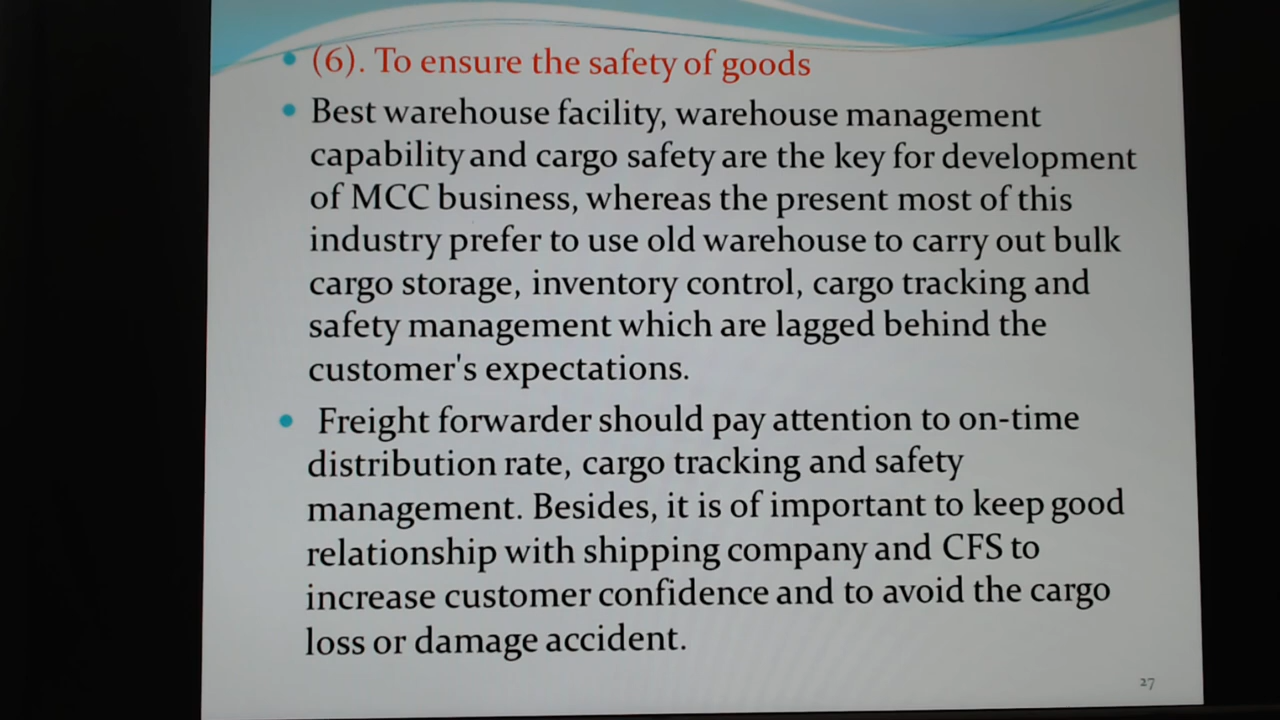 (6). To ensure the safety of goods
Best warehouse facility, warehouse management
capability and cargo safety are the key for development
of MCC business, whereas the present most of this
industry prefer to use old warehouse to carry out bulk
cargo storage, inventory control, cargo tracking and
safety management which are lagged behind the
customer's expectations.
Freight forwarder should pay attention to on-time
distribution rate, cargo tracking and safety
management. Besides, it is of important to keep good
relationship with shipping company and CFS to
increase customer confidence and to avoid the cargo
loss or damage accident.
27